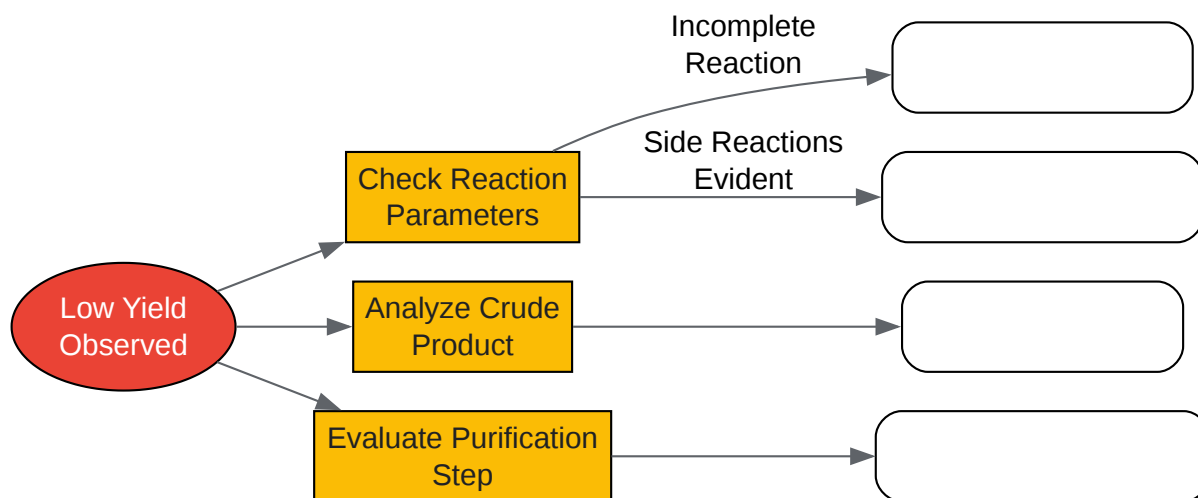 Incomplete
Reaction
Side Reactions
Evident
Check Reaction
Parameters
Low Yield
Observed
Analyze Crude
Product
Evaluate Purification
Step